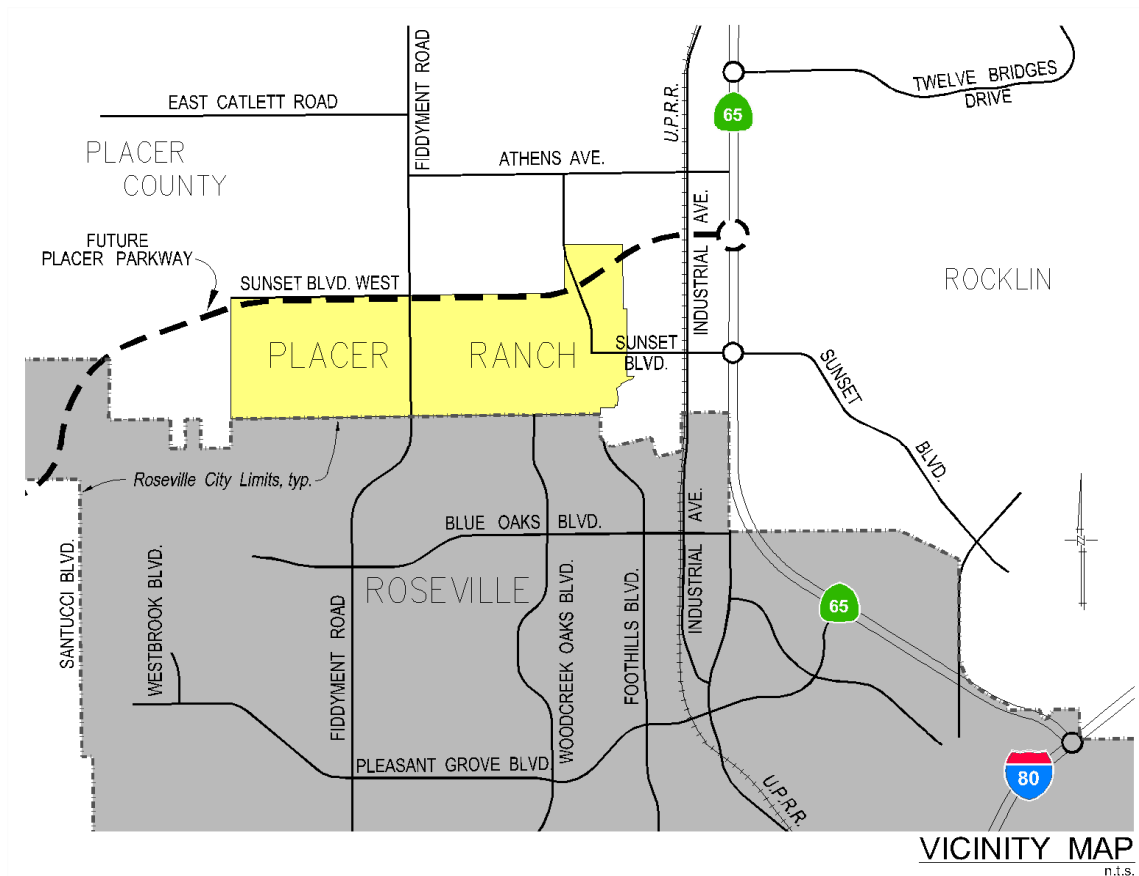 EAST CATLETT ROAD
FIDDYMENT ROAD
U.P.R.R.
TWELVE BRIDGES
DRIVE
65
PLACER
COUNTY
ATHENS AVE.
INDUSTRIAL AVE.
FUTURE
PLACER PARKWAY
SUNSET BLVD. WEST
ROCKLIN
PLACER RANCH
SUNSET
BLVD.
SUNSET BLVD.
Roseville City Limits, typ.
BLUE OAKS BLVD.
INDUSTRIAL AVE.
N
SANTUCCI BLVD.
WESTBROOK BLVD.
ROSEVILLE
FIDDYMENT ROAD
WOODCREEK OAKS BLVD.
FOOTHILLS BLVD.
65
PLEASANT GROVE BLVD.
U.P.R.R.
80
VICINITY MAP
n.t.s.